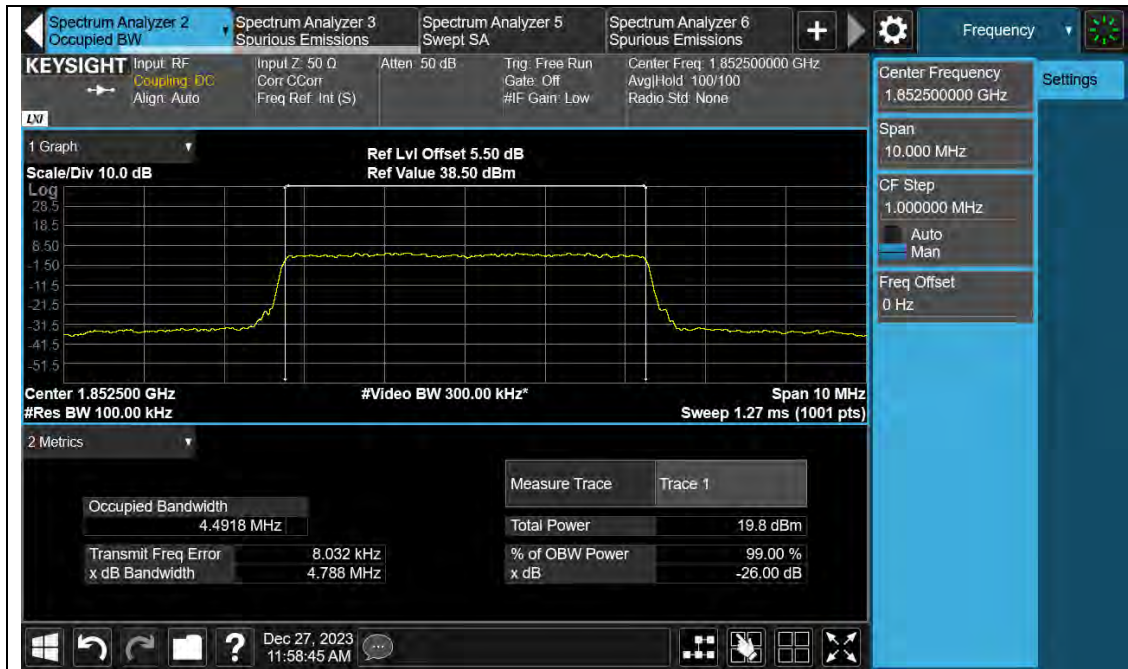 Spectrum Analyzer 2
Occupied BW
Spectrum Analyzer 3
Spurious Emissions
Spectrum Analyzer 5
Swept SA
Spectrum Analyzer 6
Spurious Emissions
+
Frequency
KEYSIGHT
LXI
Input: RF
Coupling: DC
Align: Auto
Input Z: 50 Ω
Corr CCorr
Freq Ref: Int (S)
Atten: 50 dB
Trig: Free Run
Gate: Off
#IF Gain: Low
Center Freq: 1.852500000 GHz
Avg|Hold: 100/100
Radio Std: None
Center Frequency
1.852500000 GHz
Settings
Span
10.000 MHz
CF Step
1.000000 MHz
Auto
Man
Freq Offset
0 Hz
1 Graph
Scale/Div 10.0 dB
Ref Lvl Offset 5.50 dB
Ref Value 38.50 dBm
Log
28.5
18.5
8.50
-1.50
-11.5
-21.5
-31.5
-41.5
-51.5
Center 1.852500 GHz
#Video BW 300.00 kHz*
Span 10 MHz
#Res BW 100.00 kHz
Sweep 1.27 ms (1001 pts)
2 Metrics
Measure Trace
Trace 1
Occupied Bandwidth
4.4918 MHz
Total Power
19.8 dBm
Transmit Freq Error
8.032 kHz
% of OBW Power
99.00 %
x dB Bandwidth
4.788 MHz
x dB
-26.00 dB
?
Dec 27, 2023
11:58:45 AM